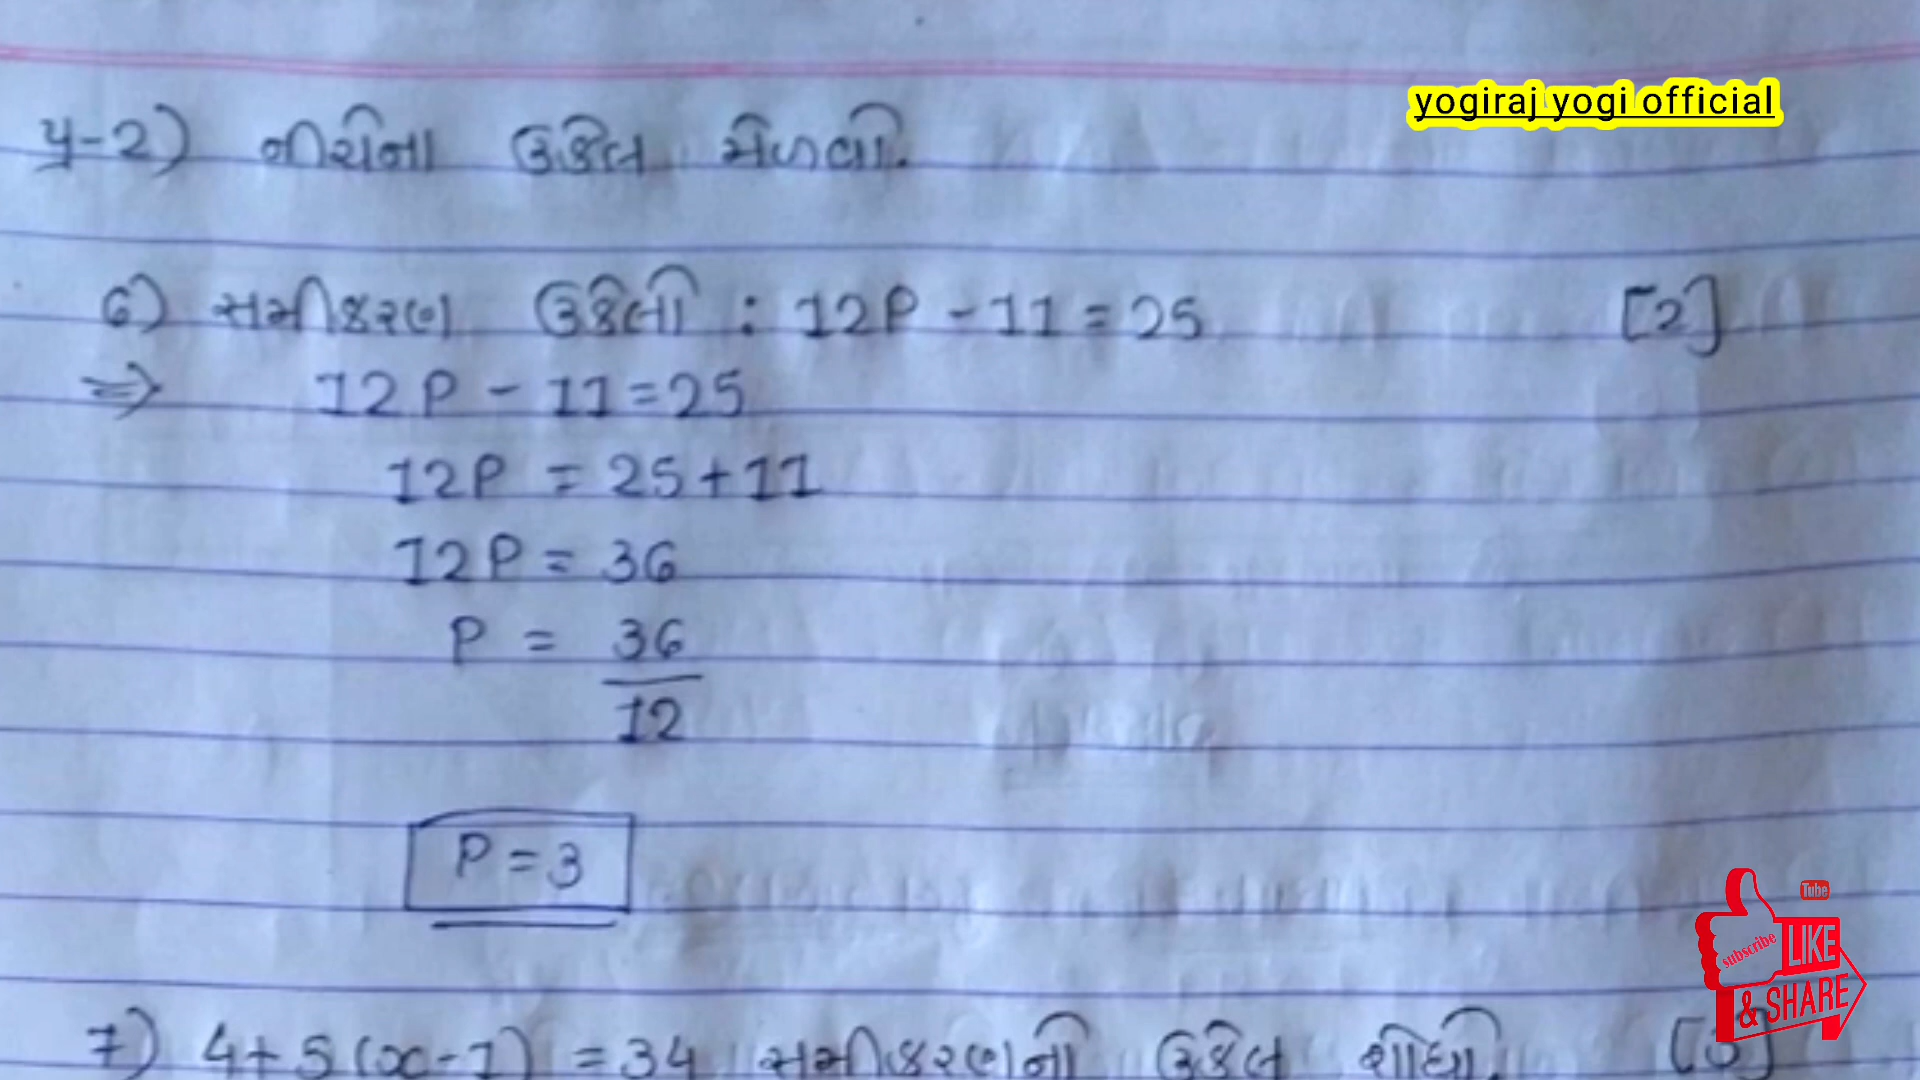 yogiraj yogi official
પ્ર-2) નીચેના ઉકેલ મેળવો.
6) સમીકરણ ઉકેલો : 12P - 11 = 25 [2]
⇒ 12P - 11 = 25
12P = 25 + 11
12P = 36
P = 36
12
P = 3
7) 4 + 5 (x - 1) = 34 સમીકરણનો ઉકેલ શોધો. [3]
Tube
subscribe
LIKE
& SHARE